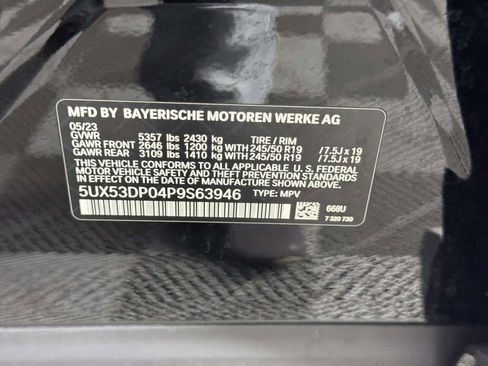 MFD BY BAYERISCHE MOTOREN WERKE AG
05/23
GVWR 5357 lbs 2430 kg TIRE / RIM
GAWR FRONT 2646 lbs 1200 kg WITH 245/50 R19 / 7.5J x 19
GAWR REAR 3109 lbs 1410 kg WITH 245/50 R19 / 7.5J x 19
THIS VEHICLE CONFORMS TO ALL APPLICABLE U.S. FEDERAL
MOTOR VEHICLE SAFETY, BUMPER, AND THEFT
PREVENTION STANDARDS IN EFFECT ON THE DATE
OF MANUFACTURE SHOWN ABOVE.
5UX53DP04P9S63946 TYPE: MPV
668U
7 320 730